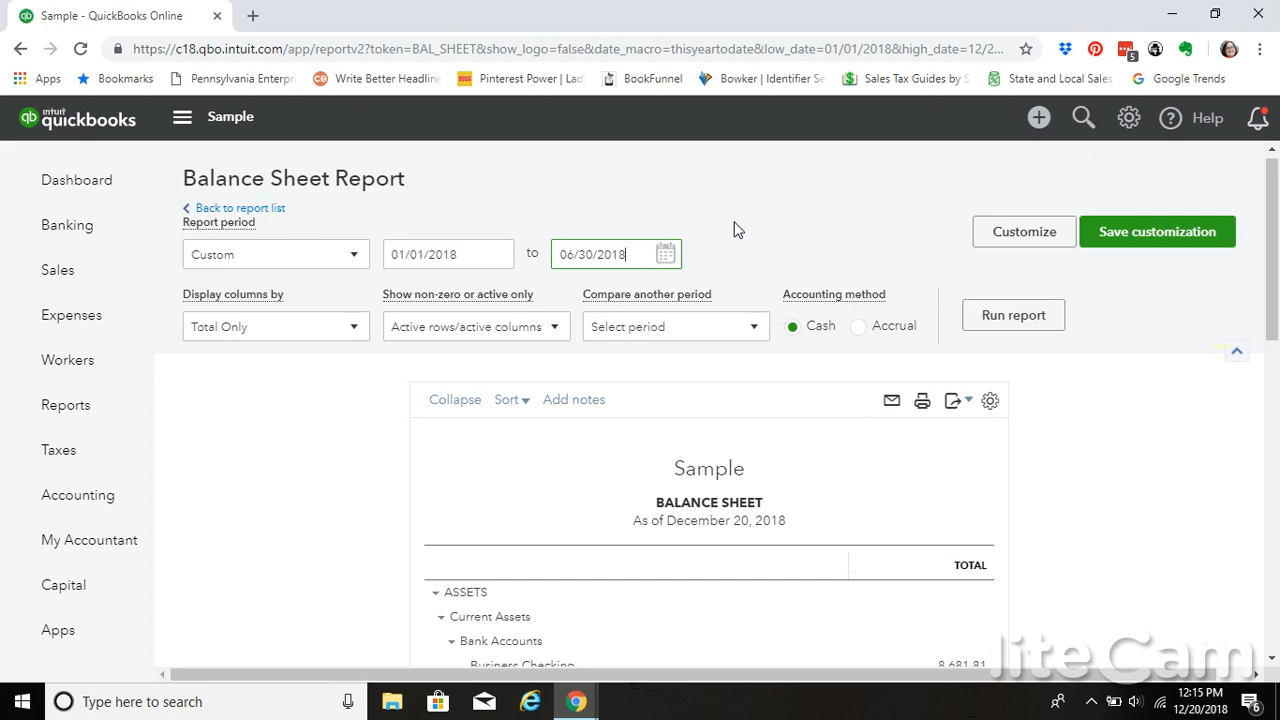 Sample - QuickBooks Online
https://c18.qbo.intuit.com/app/reportv2?token=BAL_SHEET&show_logo=false&date_macro=thisyeartodate&low_date=01/01/2018&high_date=12/2...
5
Apps
Bookmarks
Pennsylvania Enterpri
Write Better Headline
Pinterest Power | Lad
BookFunnel
Bowker | Identifier Se
Sales Tax Guides by S
State and Local Sales
Google Trends
qb intuit quickbooks
Sample
Help
Dashboard
Banking
Sales
Expenses
Workers
Reports
Taxes
Accounting
My Accountant
Capital
Apps
Balance Sheet Report
Back to report list
Report period
Custom
01/01/2018
to
06/30/2018
Customize
Save customization
Display columns by
Show non-zero or active only
Compare another period
Accounting method
Total Only
Active rows/active columns
Select period
Cash
Accrual
Run report
Collapse
Sort
Add notes
Sample
BALANCE SHEET
As of December 20, 2018
TOTAL
ASSETS
Current Assets
Bank Accounts
Business Checking
8,681.81
liteCam
Type here to search
12:15 PM
12/20/2018
6